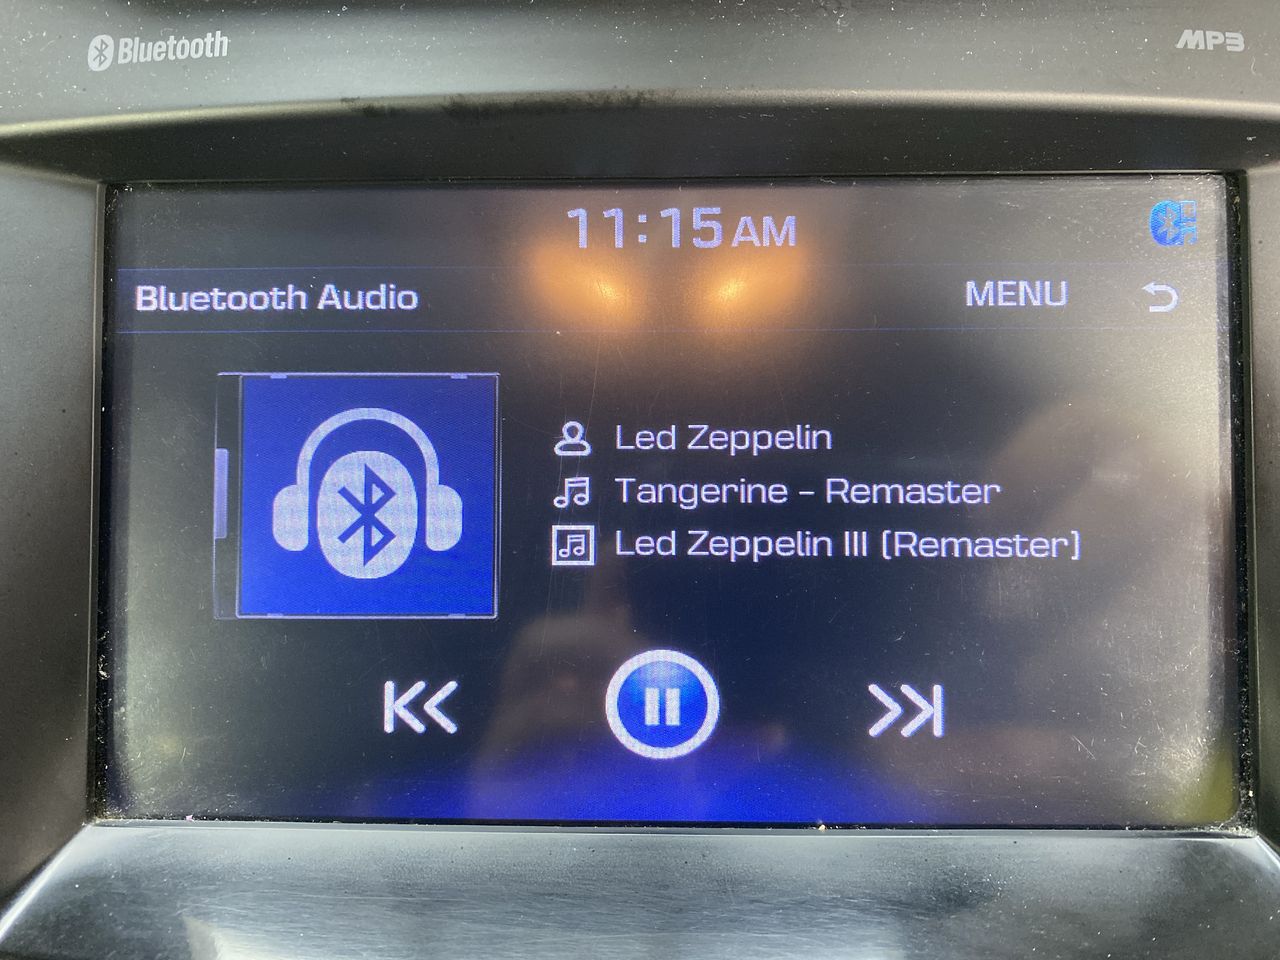 Bluetooth
MP3
11:15 AM
Bluetooth Audio
MENU
Led Zeppelin
Tangerine - Remaster
Led Zeppelin III (Remaster)